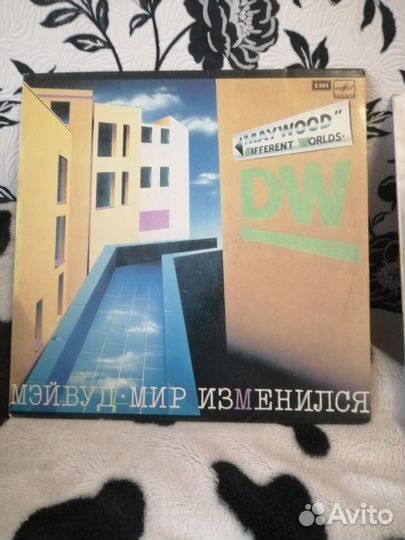 EMI
"MAYWOOD"
DIFFERENT WORLDS·
DW
МЭЙВУД·МИР ИЗМЕНИЛСЯ
Avito